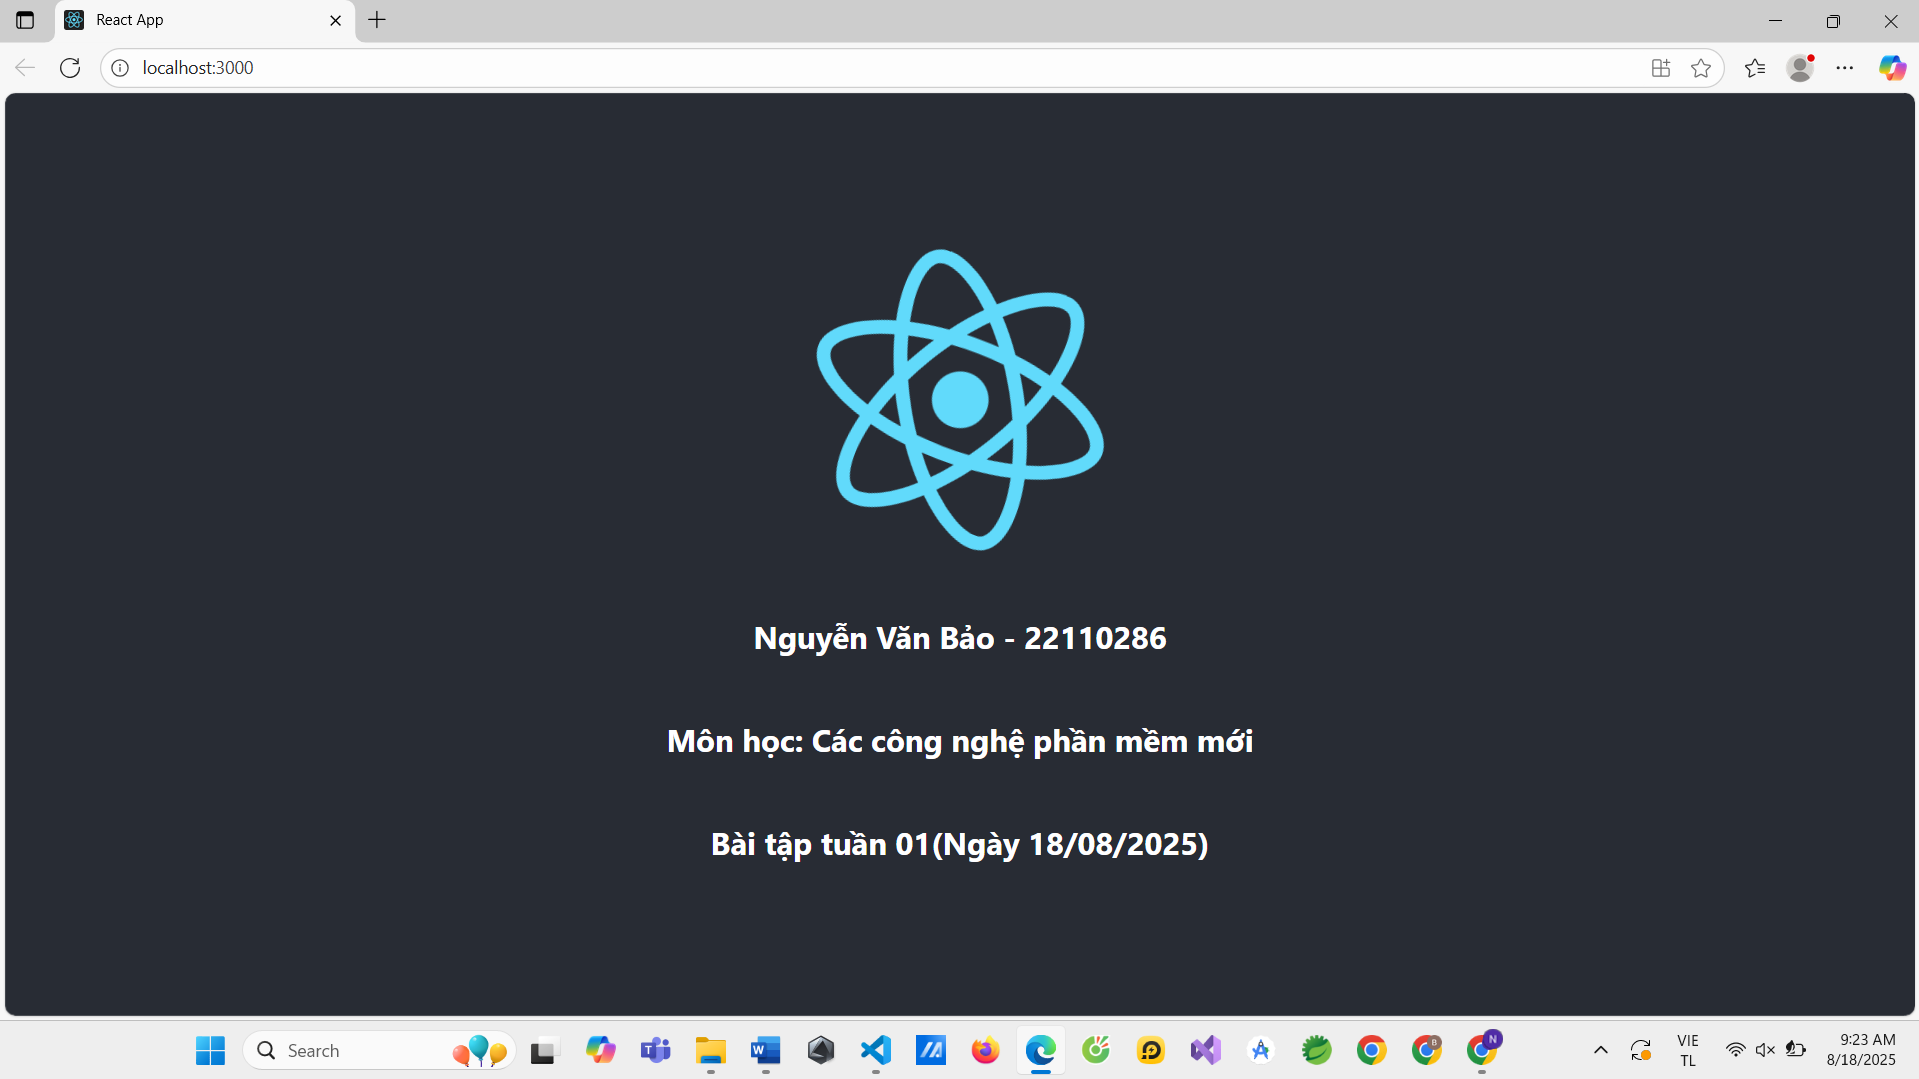 React App
localhost:3000
Nguyễn Văn Bảo - 22110286
Môn học: Các công nghệ phần mềm mới
Bài tập tuần 01(Ngày 18/08/2025)
Search
VIE
TL
9:23 AM
8/18/2025